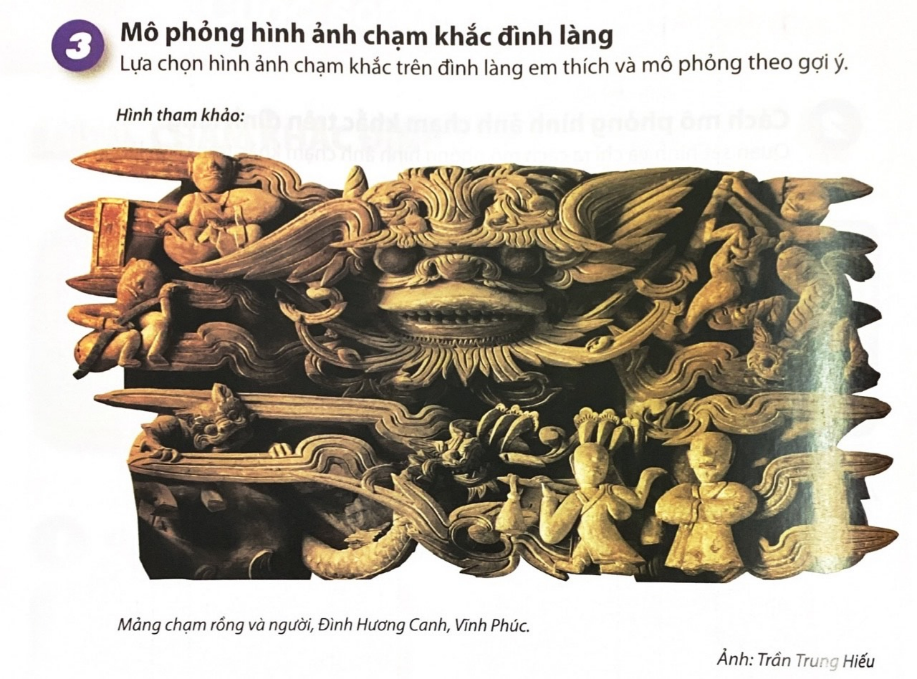 3
Mô phỏng hình ảnh chạm khắc đình làng
Lựa chọn hình ảnh chạm khắc trên đình làng em thích và mô phỏng theo gợi ý.
Hình tham khảo:
Mảng chạm rồng và người, Đình Hương Canh, Vĩnh Phúc.
Ảnh: Trần Trung Hiếu